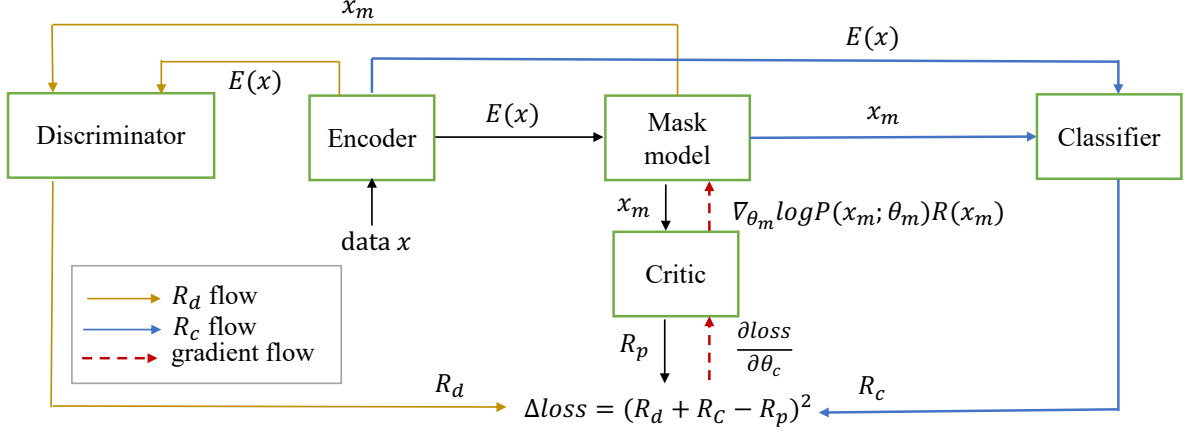 x_m
E(x)
E(x)
Discriminator
Encoder
E(x)
Mask
model
x_m
Classifier
x_m
∇_{θ_m}logP(x_m; θ_m)R(x_m)
data x
Critic
R_d flow
R_c flow
gradient flow
R_p
∂loss
∂θ_c
R_d
Δloss = (R_d + R_C − R_p)^2
R_c